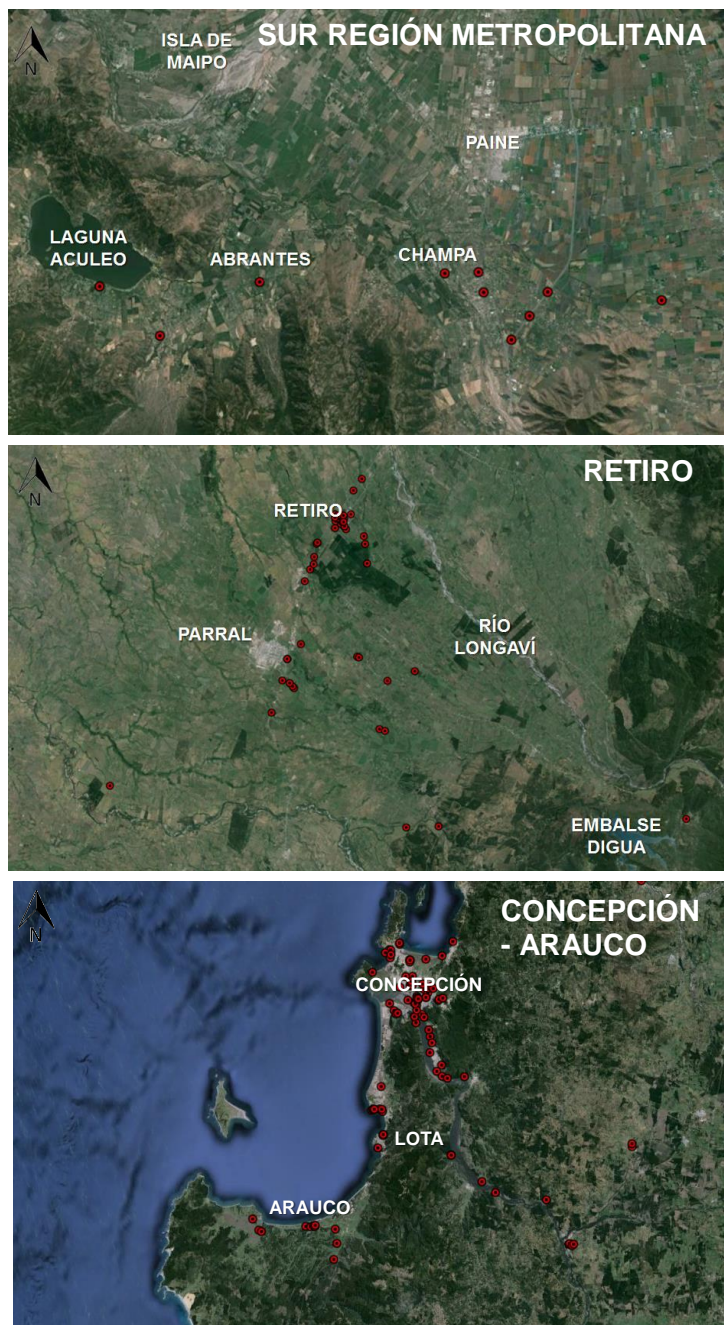 SUR REGIÓN METROPOLITANA
ISLA DE
MAIPO
N
PAINE
LAGUNA
ACULEO
ABRANTES
CHAMPA
RETIRO
N
RETIRO
PARRAL
RÍO
LONGAVÍ
EMBALSE
DIGUA
CONCEPCIÓN
- ARAUCO
N
CONCEPCIÓN
LOTA
ARAUCO